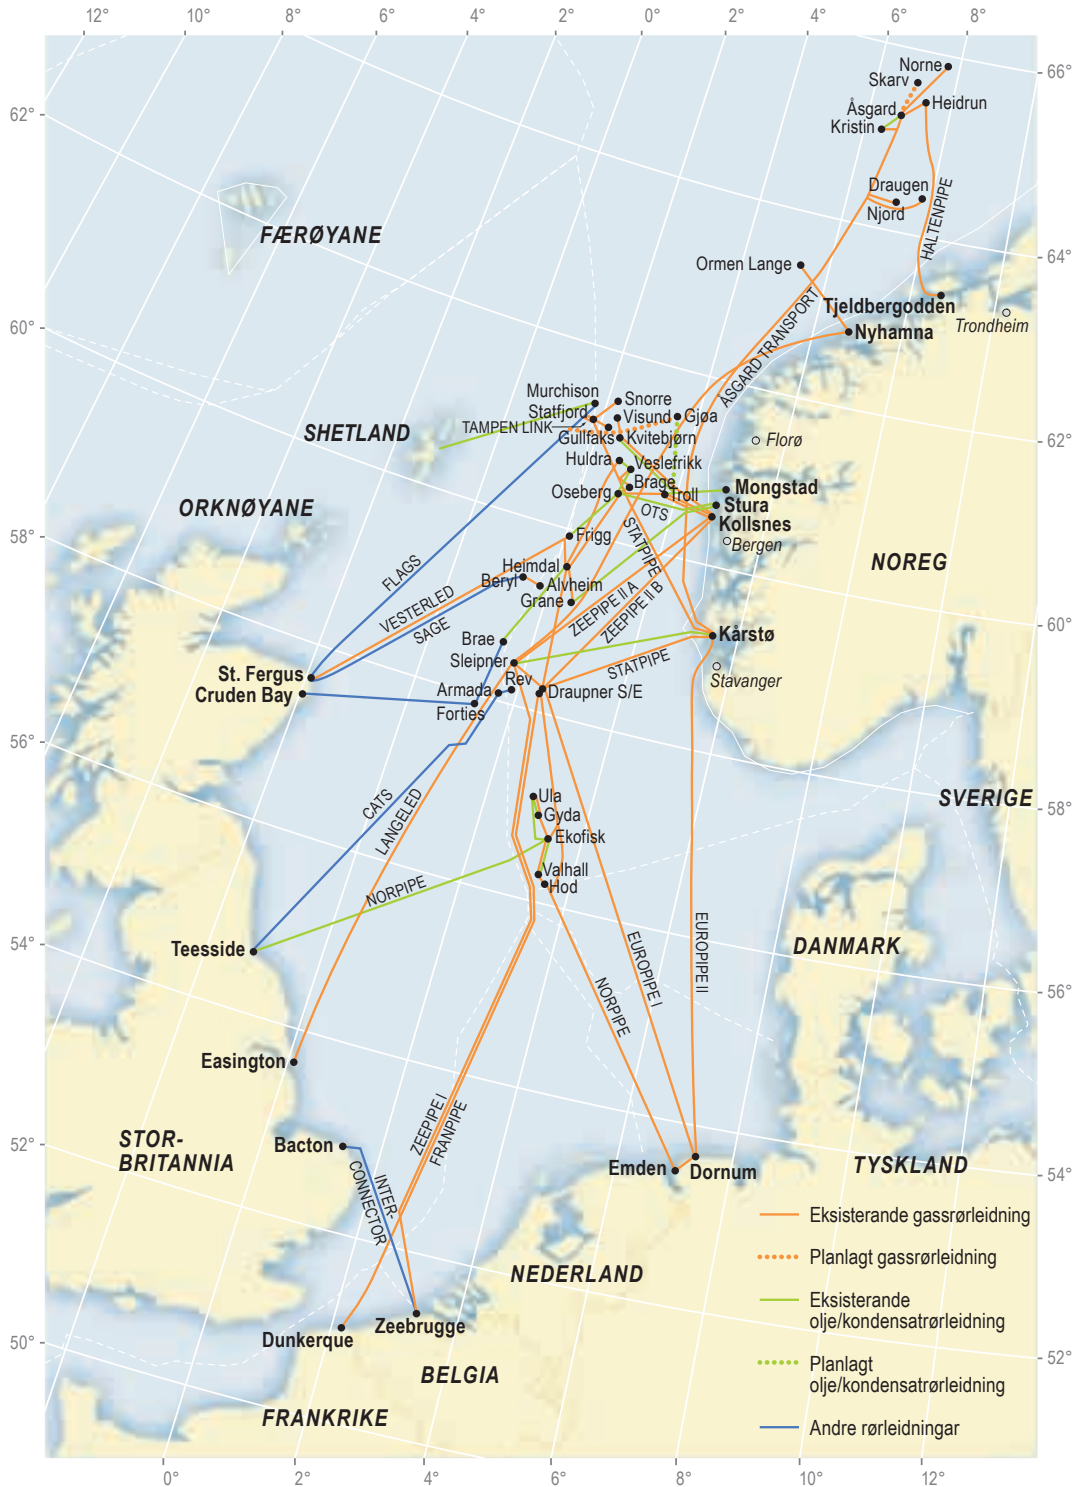 12°
10°
8°
6°
4°
2°
0°
2°
4°
6°
8°
62°
60°
58°
56°
54°
52°
50°
66°
64°
62°
60°
58°
56°
54°
52°
0°
2°
4°
6°
8°
10°
12°
Norne
Skarv
Åsgard
Heidrun
Kristin
Draugen
Njord
HALTENPIPE
FÆRØYANE
Ormen Lange
Tjeldbergodden
Trondheim
Nyhamna
ÅSGARD TRANSPORT
Murchison
Snorre
Statfjord
Visund
Gjøa
TAMPEN LINK
SHETLAND
Gullfaks
Kvitebjørn
Florø
Huldra
Veslefrikk
Brage
Oseberg
Troll
Mongstad
Stura
OTS
Kollsnes
Bergen
ORKNØYANE
Frigg
STATPIPE
NOREG
FLAGS
Heimdal
Beryl
Alvheim
Grane
VESTERLED
SAGE
ZEEPIPE II A
ZEEPIPE II B
Brae
Kårstø
Sleipner
STATPIPE
St. Fergus
Rev
Stavanger
Cruden Bay
Armada
Draupner S/E
Forties
CATS
LANGELED
Ula
SVERIGE
Gyda
Ekofisk
Valhall
Hod
NORPIPE
Teesside
DANMARK
EUROPIPE II
EUROPIPE I
NORPIPE
Easington
ZEEPIPE I
FRANPIPE
STOR-
BRITANNIA
Bacton
INTER-
CONNECTOR
Emden
Dornum
TYSKLAND
NEDERLAND
Zeebrugge
Dunkerque
BELGIA
FRANKRIKE
Eksisterande gassrørleidning
Planlagt gassrørleidning
Eksisterande
olje/kondensatrørleidning
Planlagt
olje/kondensatrørleidning
Andre rørleidningar